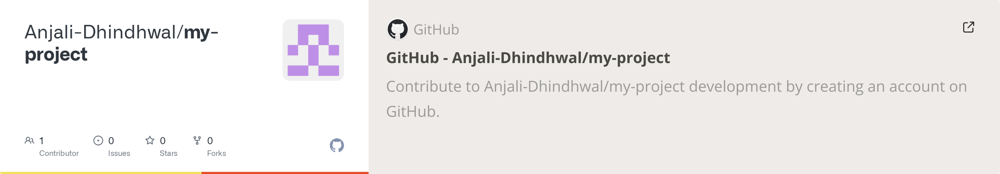 Anjali-Dhindhwal/my-
project
1
Contributor
0
Issues
0
Stars
0
Forks
GitHub
GitHub - Anjali-Dhindhwal/my-project
Contribute to Anjali-Dhindhwal/my-project development by creating an account on
GitHub.